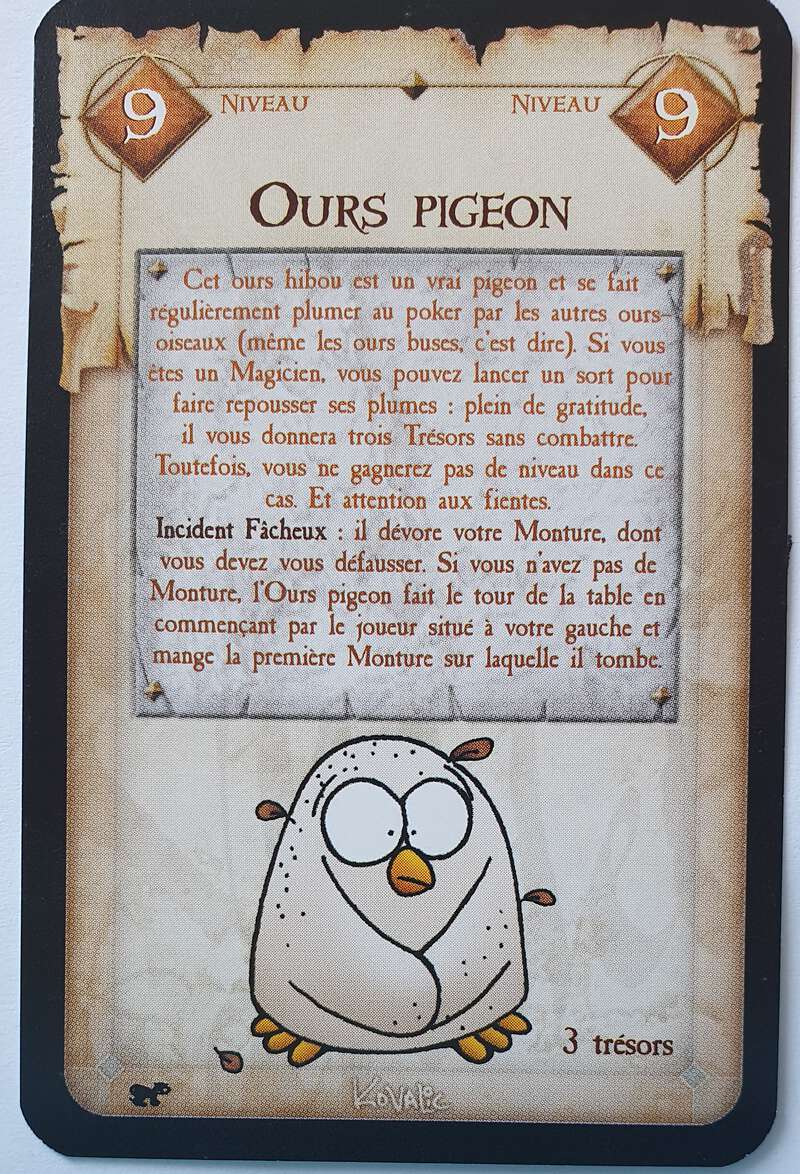 9 Niveau Niveau 9
Ours pigeon
Cet ours hibou est un vrai pigeon et se fait
régulièrement plumer au poker par les autres ours-
oiseaux (même les ours buses, c'est dire). Si vous
êtes un Magicien, vous pouvez lancer un sort pour
faire repousser ses plumes : plein de gratitude,
il vous donnera trois Trésors sans combattre.
Toutefois, vous ne gagnerez pas de niveau dans ce
cas. Et attention aux fientes.
Incident Fâcheux : il dévore votre Monture, dont
vous devez vous défausser. Si vous n'avez pas de
Monture, l'Ours pigeon fait le tour de la table en
commençant par le joueur situé à votre gauche et
mange la première Monture sur laquelle il tombe.
3 trésors
Kovalic